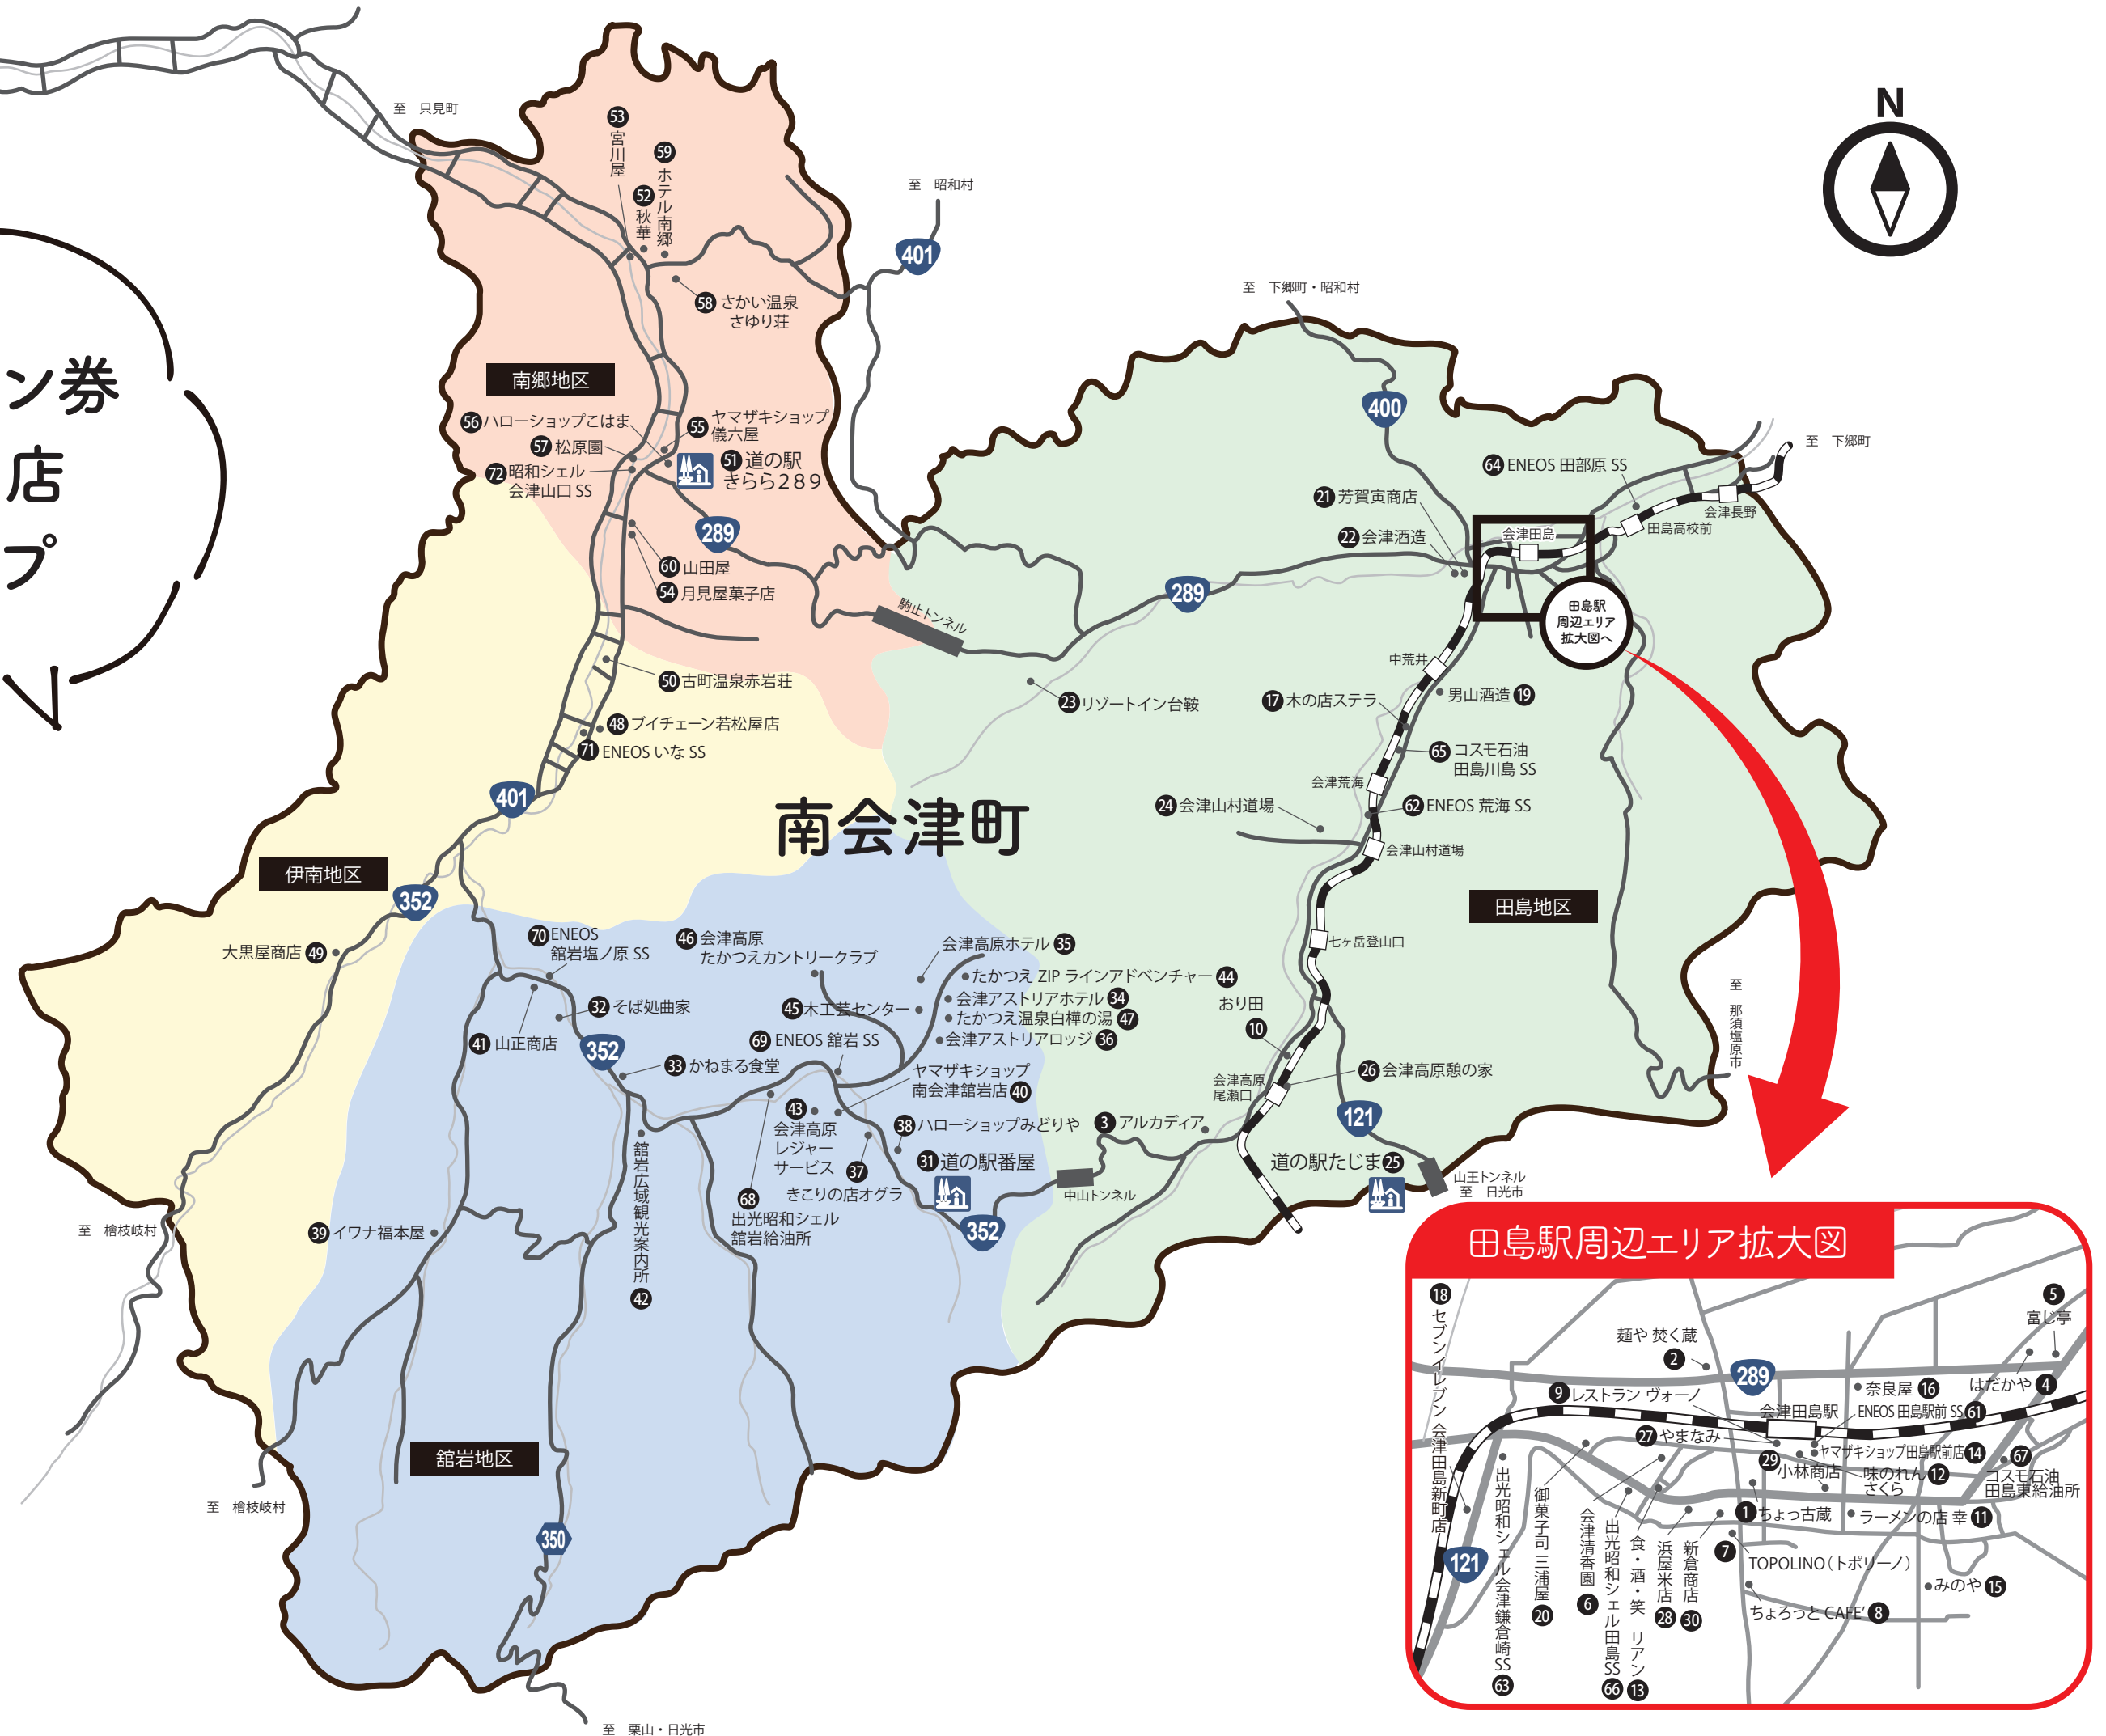 ン券
店
プ
N
至　只見町
53 宮川屋
59 ホテル南郷
52 秋華
至　昭和村
401
58 さかい温泉
さゆり荘
至　下郷町・昭和村
南郷地区
400
56 ハローショップこはま
55 ヤマザキショップ
儀六屋
57 松原園
51 道の駅
きらら289
72 昭和シェル
会津山口 SS
至　下郷町
64 ENEOS 田部原 SS
21 芳賀寅商店
会津長野
289
22 会津酒造
会津田島
田島高校前
60 山田屋
54 月見屋菓子店
289
駒止トンネル
田島駅
周辺エリア
拡大図へ
中荒井
50 古町温泉赤岩荘
23 リゾートイン台鞍
17 木の店ステラ
男山酒造 19
48 ブイチェーン若松屋店
71 ENEOS いな SS
65 コスモ石油
田島川島 SS
会津荒海
401
南会津町
24 会津山村道場
62 ENEOS 荒海 SS
会津山村道場
伊南地区
352
田島地区
大黒屋商店 49
70 ENEOS
舘岩塩ノ原 SS
46 会津高原
たかつえカントリークラブ
会津高原ホテル 35
七ヶ岳登山口
たかつえ ZIP ラインアドベンチャー 44
会津アストリアホテル 34
たかつえ温泉白樺の湯 47
会津アストリアロッジ 36
おり田
10
至　那須塩原市
32 そば処曲家
45 木工芸センター
41 山正商店
352
69 ENEOS 舘岩 SS
33 かねまる食堂
ヤマザキショップ
南会津舘岩店 40
会津高原
尾瀬口
26 会津高原憩の家
43
会津高原
レジャー
サービス
38 ハローショップみどりや
3 アルカディア
121
舘岩広域観光案内所
42
37
きこりの店オグラ
31 道の駅番屋
道の駅たじま 25
中山トンネル
山王トンネル
至　日光市
68
出光昭和シェル
舘岩給油所
352
至　檜枝岐村
39 イワナ福本屋
舘岩地区
至　檜枝岐村
350
至　栗山・日光市
田島駅周辺エリア拡大図
18 セブンイレブン 会津田島新町店
5
富じ亭
麺や 焚く蔵
2
289
はだかや 4
9 レストラン ヴォーノ
奈良屋 16
会津田島駅
ENEOS 田島駅前 SS 61
27 やまなみ
ヤマザキショップ田島駅前店 14
29
小林商店
味のれん 12
さくら
67
コスモ石油
田島東給油所
1 ちょっ古蔵
ラーメンの店 幸 11
7
TOPOLINO（トポリーノ）
みのや 15
ちょろっと CAFE' 8
121
出光昭和シェル会津鎌倉崎SS
63
御菓子司 三浦屋
20
会津清香園
6
出光昭和シェル田島SS
66
食・酒・笑　リアン
13
浜屋米店
28
新倉商店
30